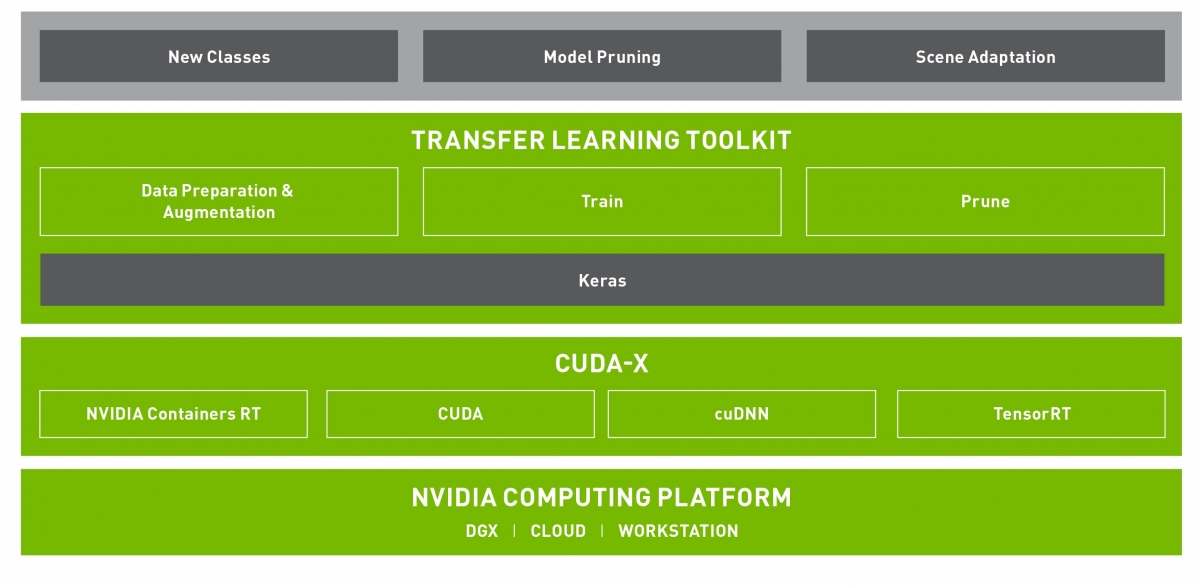 New Classes
Model Pruning
Scene Adaptation
TRANSFER LEARNING TOOLKIT
Data Preparation &
Augmentation
Train
Prune
Keras
CUDA-X
NVIDIA Containers RT
CUDA
cuDNN
TensorRT
NVIDIA COMPUTING PLATFORM
DGX | CLOUD | WORKSTATION